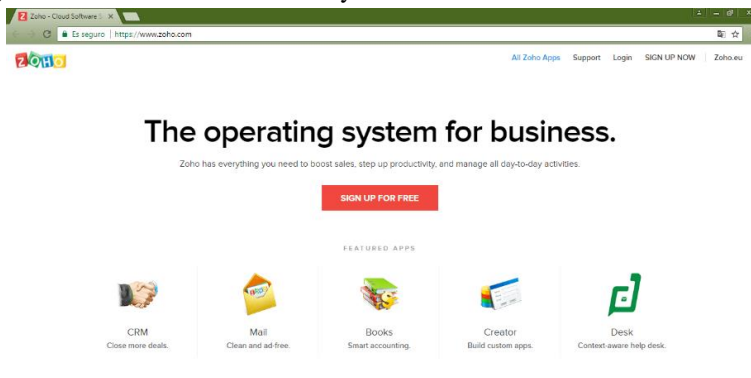 Zoho - Cloud Software
Es seguro | https://www.zoho.com
ZOHO
All Zoho Apps Support Login SIGN UP NOW Zoho.eu
The operating system for business.
Zoho has everything you need to boost sales, step up productivity, and manage all day-to-day activities.
SIGN UP FOR FREE
FEATURED APPS
CRM Mail Books Creator Desk
Close more deals. Clean and ad-free. Smart accounting. Build custom apps. Context-aware help desk.